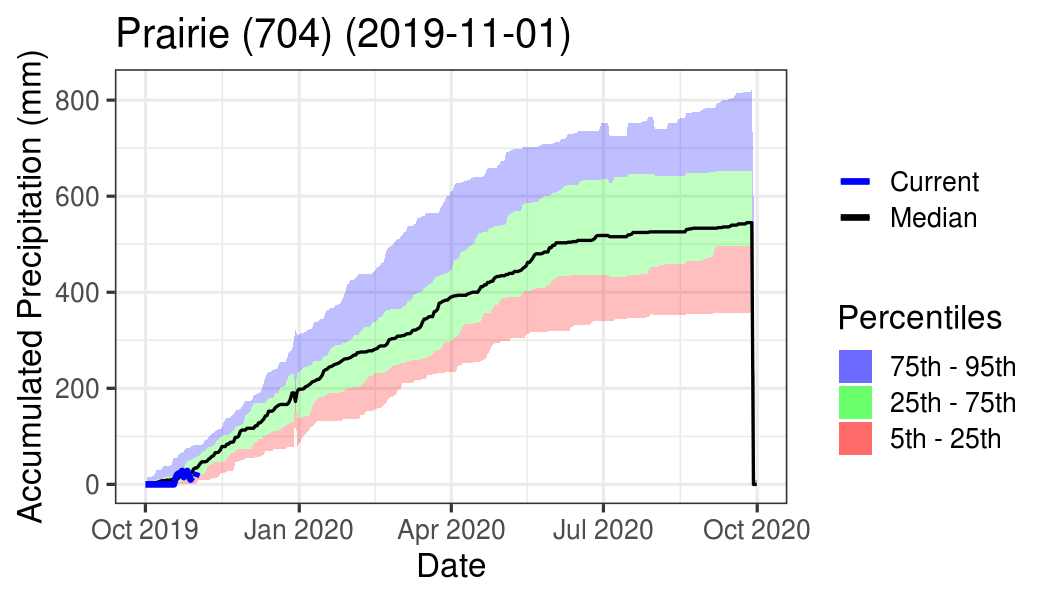 Prairie (704) (2019-11-01)
Accumulated Precipitation (mm)
800
600
400
200
0
Oct 2019
Jan 2020
Apr 2020
Jul 2020
Oct 2020
Date
Current
Median
Percentiles
75th - 95th
25th - 75th
5th - 25th